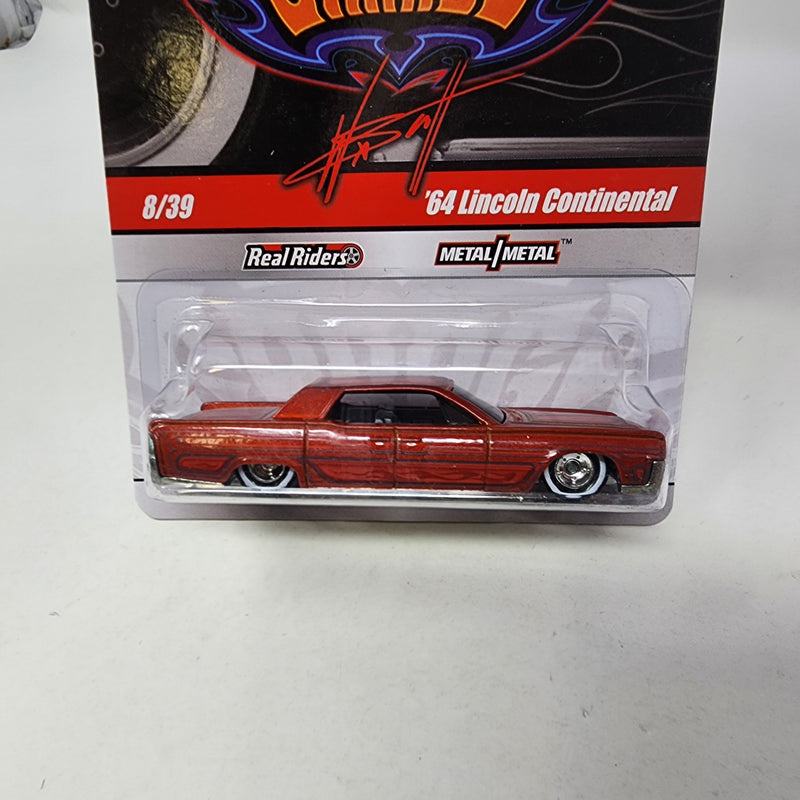 8/39
'64 Lincoln Continental
Real Riders
METAL/METAL™